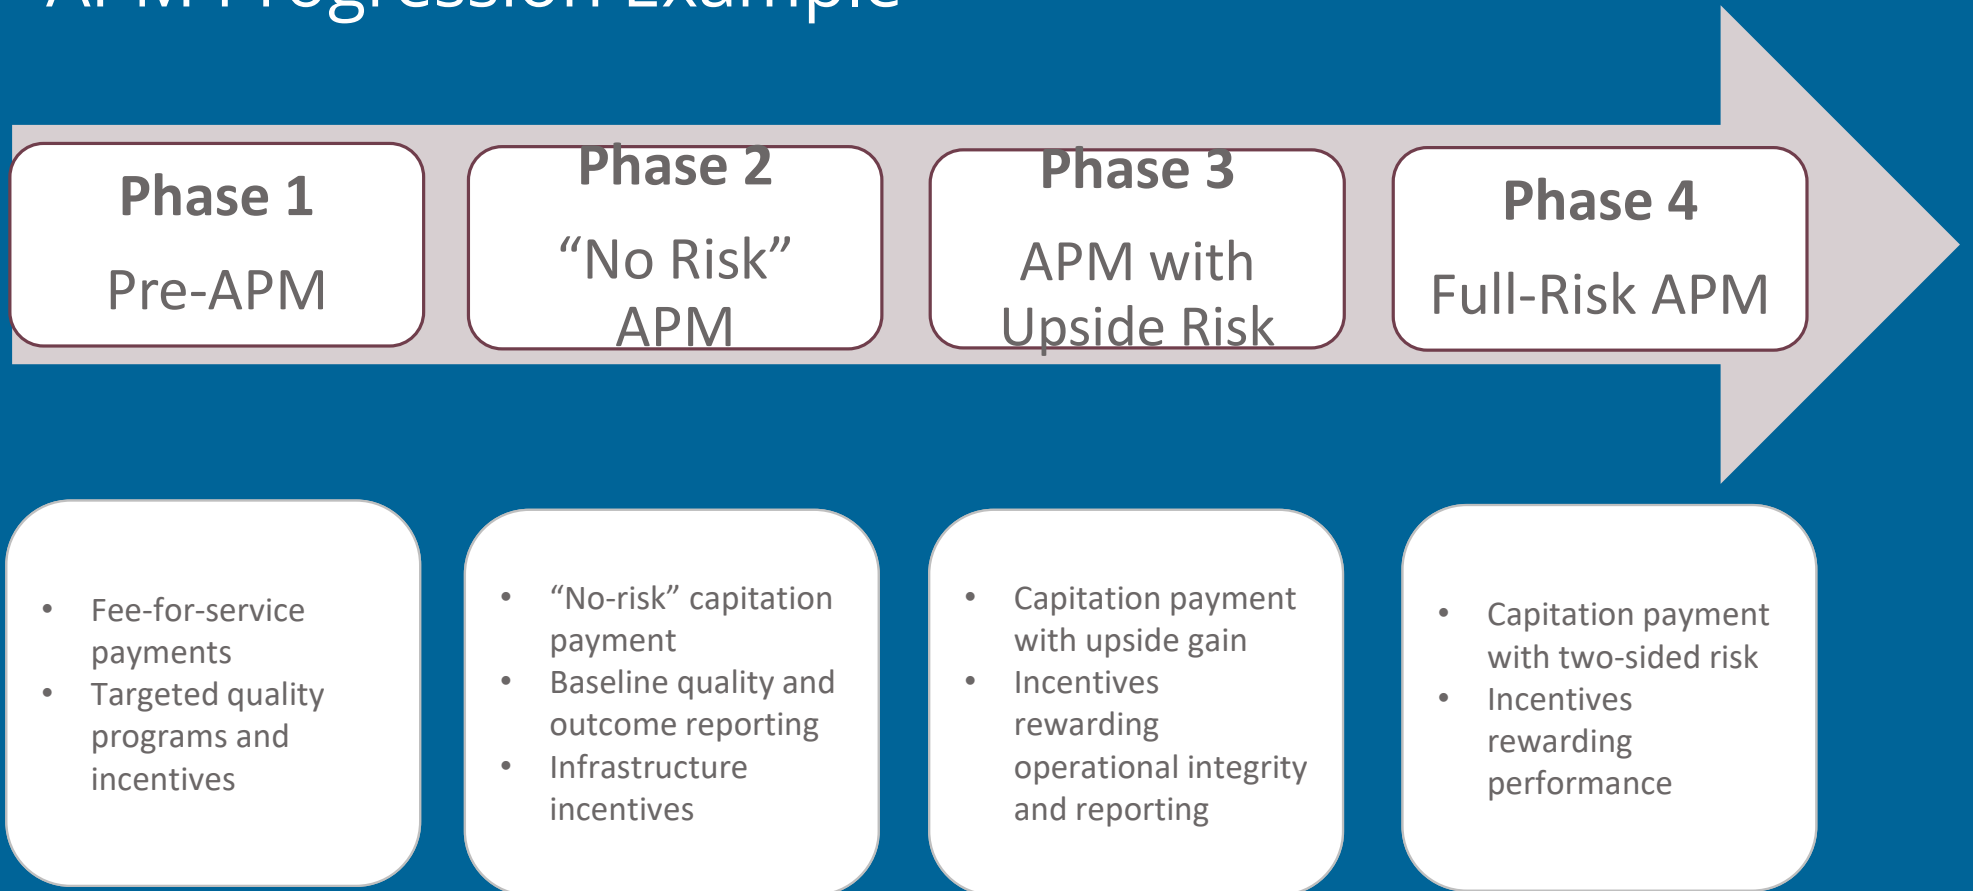 APM Progression Example
Phase 1
Pre-APM
Phase 2
“No Risk”
APM
Phase 3
APM with
Upside Risk
Phase 4
Full-Risk APM
• Fee-for-service
payments
• Targeted quality
programs and
incentives
• “No-risk” capitation
payment
• Baseline quality and
outcome reporting
• Infrastructure
incentives
• Capitation payment
with upside gain
• Incentives
rewarding
operational integrity
and reporting
• Capitation payment
with two-sided risk
• Incentives
rewarding
performance